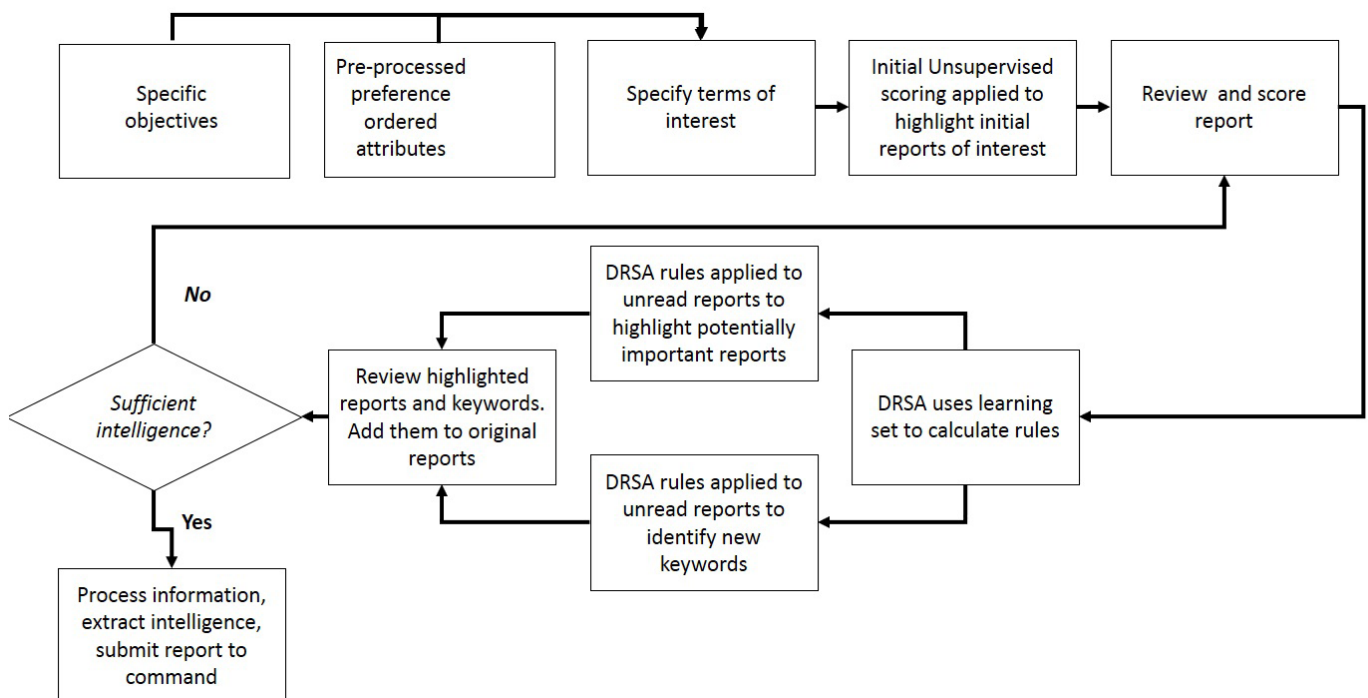 Specific
objectives
Pre-processed
preference
ordered
attributes
Specify terms of
interest
Initial Unsupervised
scoring applied to
highlight initial
reports of interest
Review and score
report
No
DRSA rules applied to
unread reports to
highlight potentially
important reports
Sufficient
intelligence?
Review highlighted
reports and keywords.
Add them to original
reports
DRSA uses learning
set to calculate rules
DRSA rules applied to
unread reports to
identify new
keywords
Yes
Process information,
extract intelligence,
submit report to
command